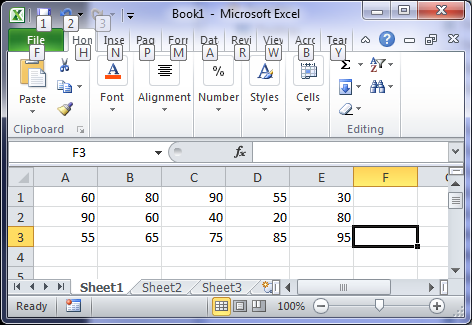 Book1 - Microsoft Excel
1 2 3
File Hon Inse Pag Forr Dat Revi View Arc
F H N P M A R W Y
Paste Font Alignment Number Styles Cells
Clipboard Editing
F3 fx
A B C D E F
1 60 80 90 55 30
2 90 60 40 20 80
3 55 65 75 85 95
4
5
Sheet1 Sheet2 Sheet3
Ready 100%